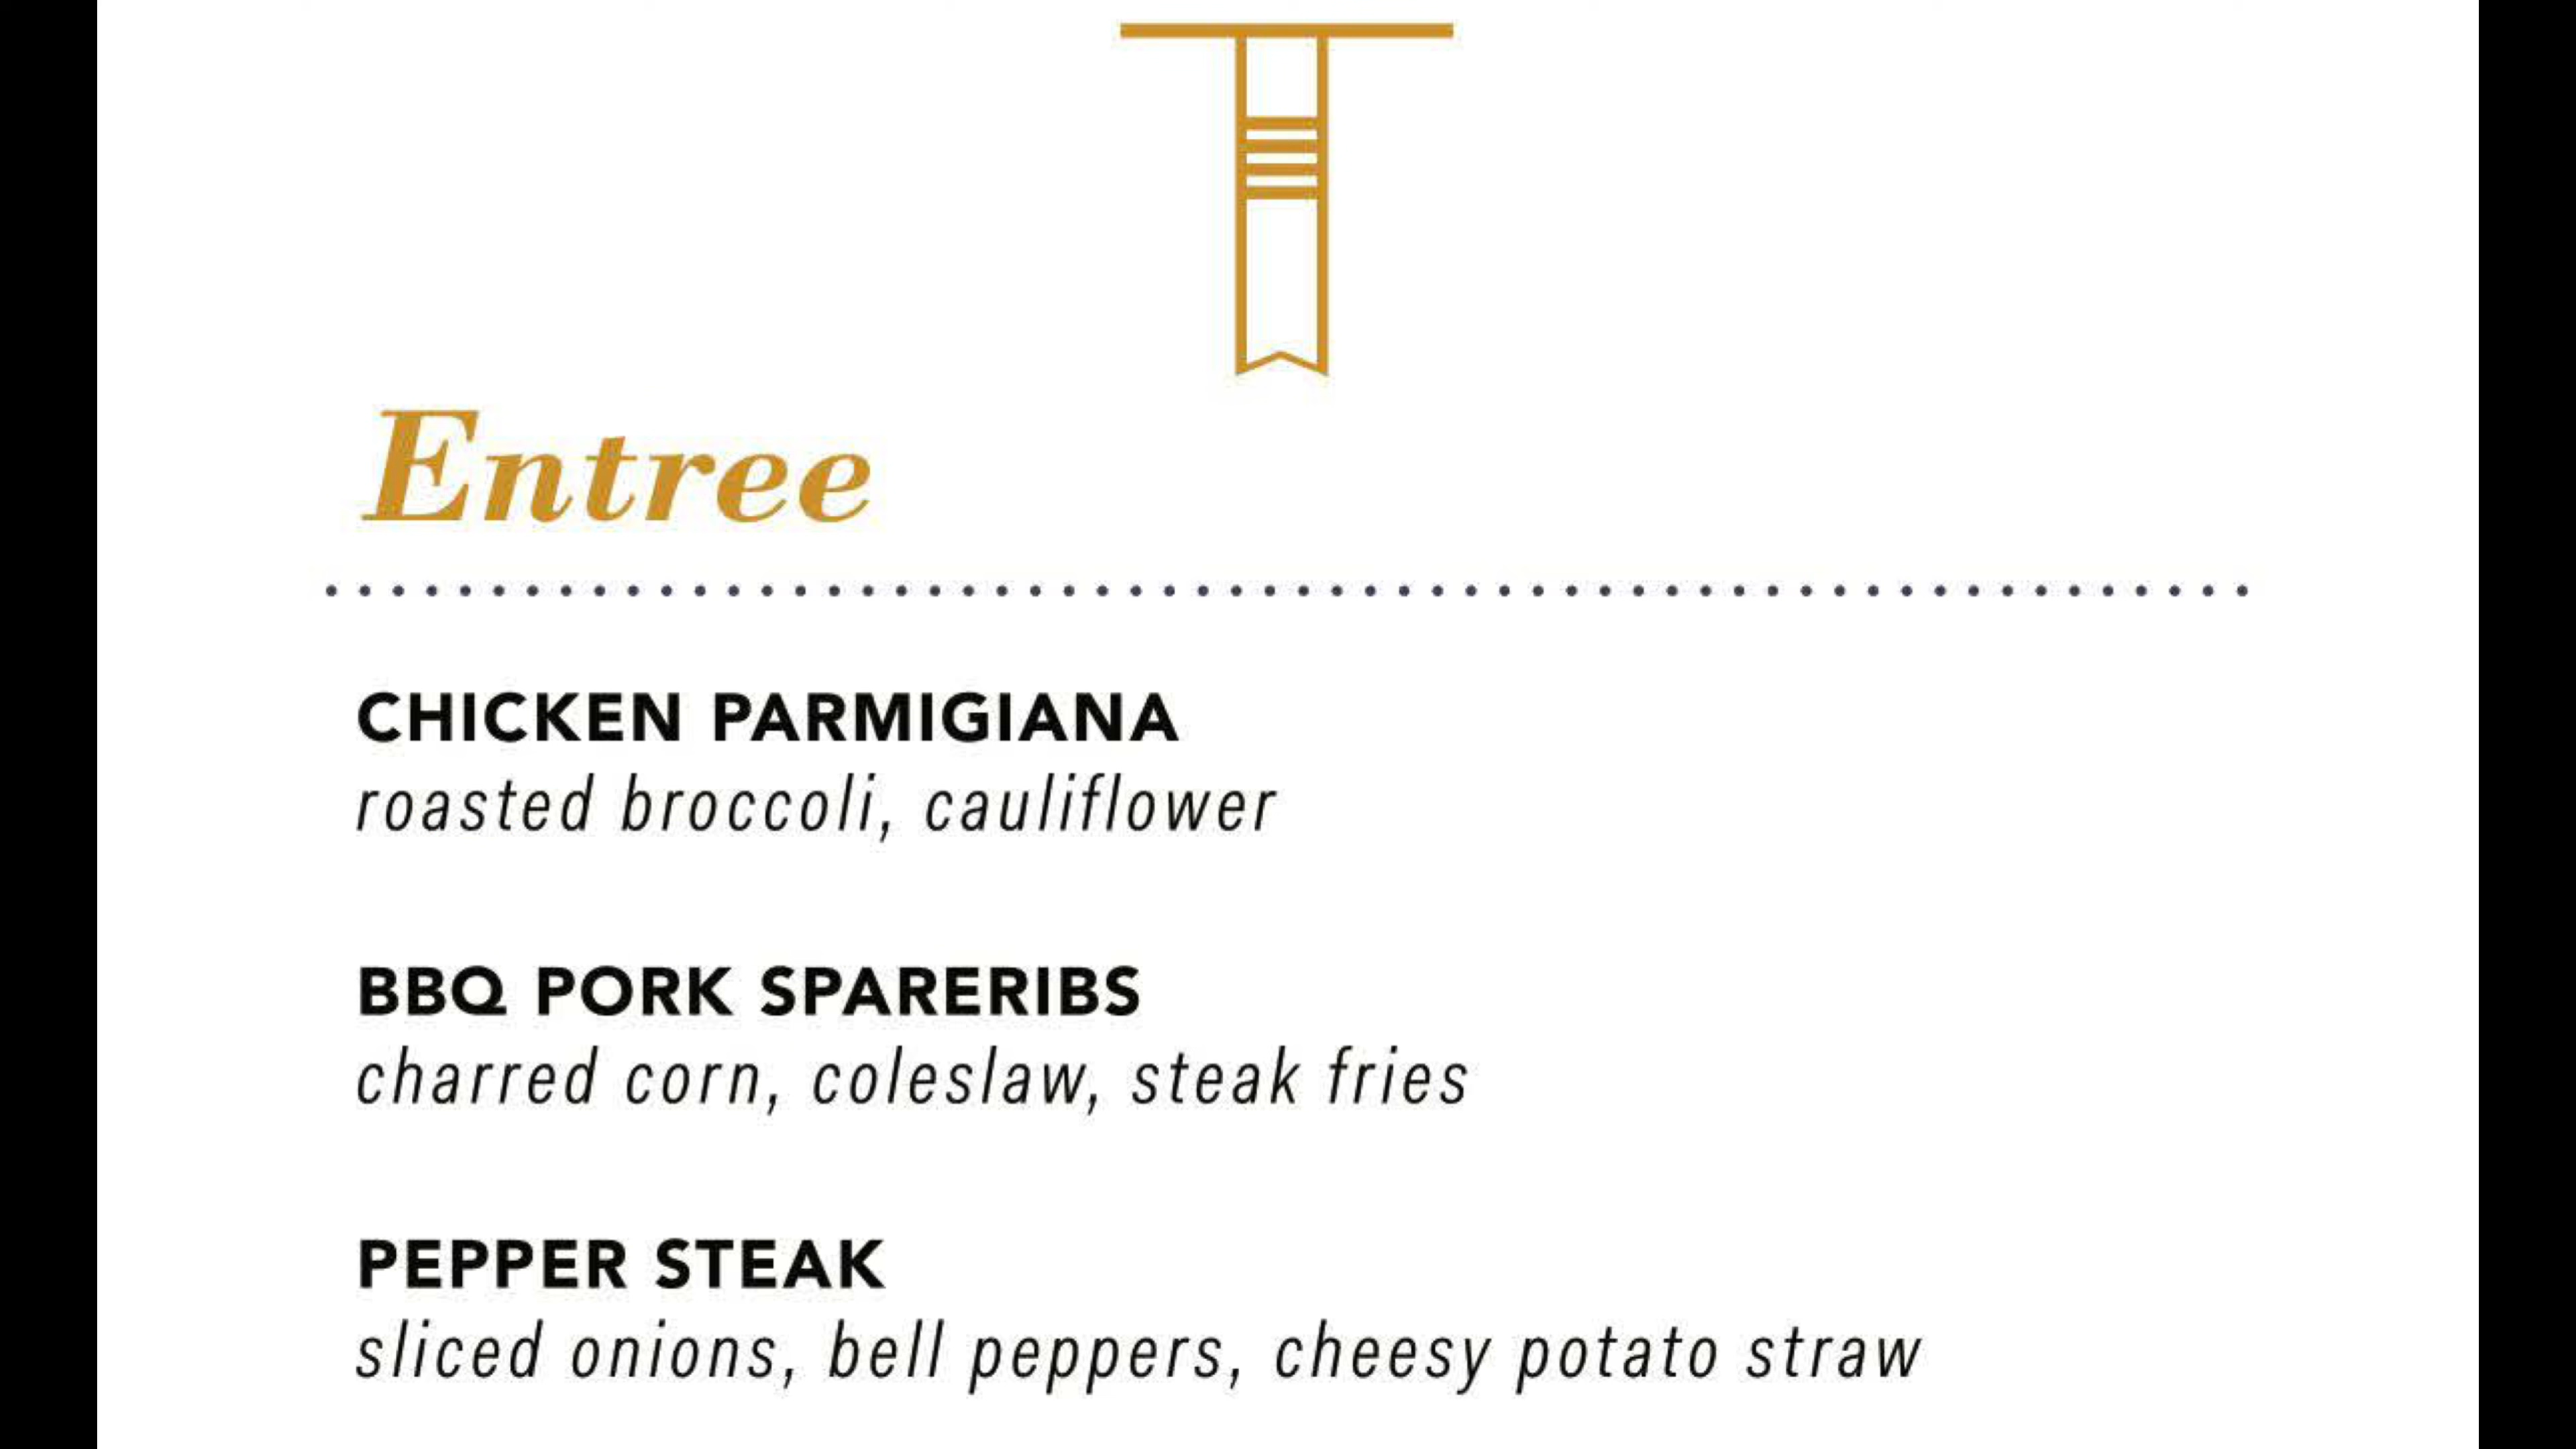 Entree
CHICKEN PARMIGIANA
roasted broccoli, cauliflower
BBQ PORK SPARERIBS
charred corn, coleslaw, steak fries
PEPPER STEAK
sliced onions, bell peppers, cheesy potato straw